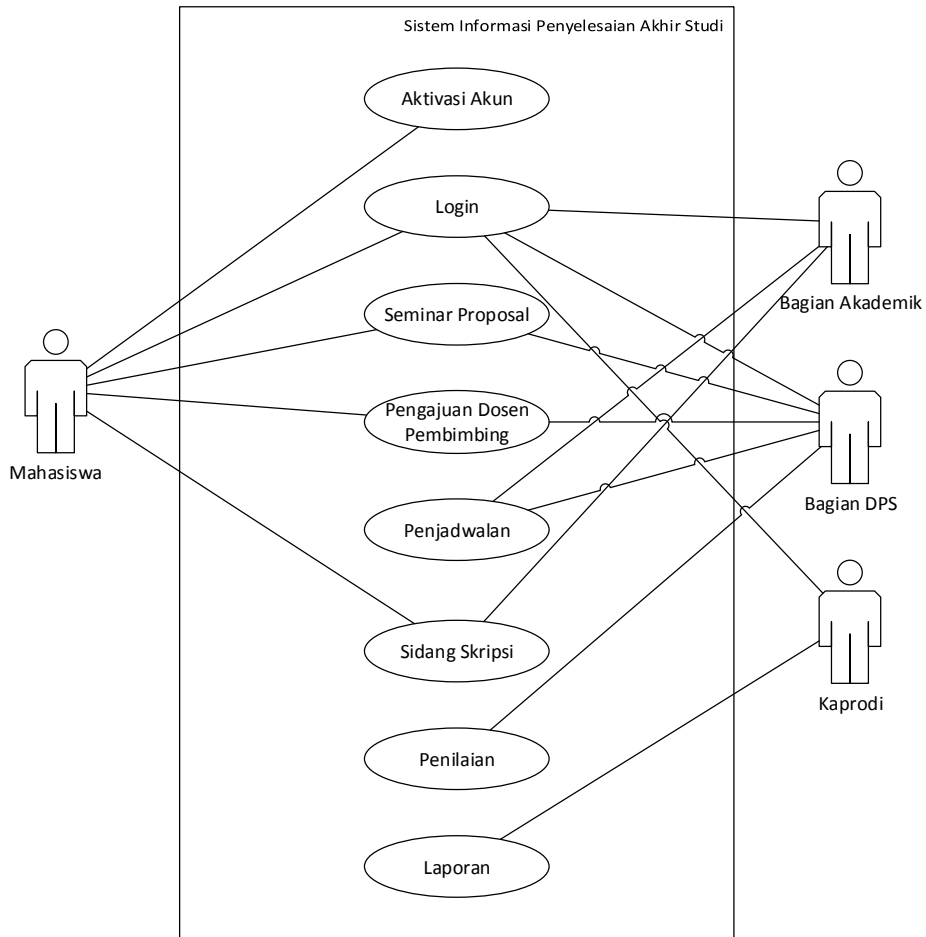 Sistem Informasi Penyelesaian Akhir Studi
Aktivasi Akun
Login
Seminar Proposal
Pengajuan Dosen
Pembimbing
Penjadwalan
Sidang Skripsi
Penilaian
Laporan
Mahasiswa
Bagian Akademik
Bagian DPS
Kaprodi